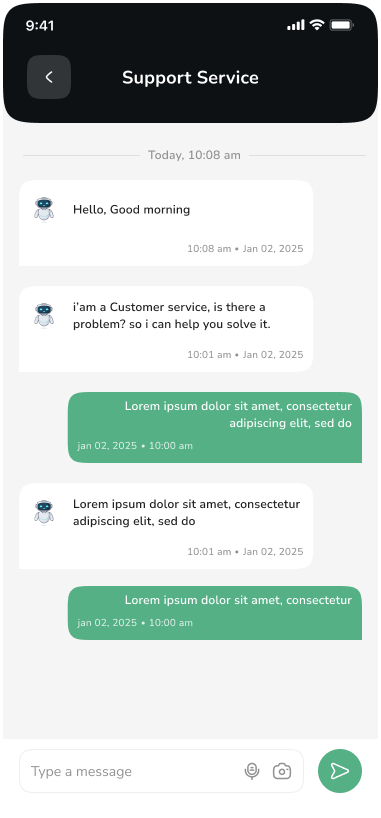 9:41
Support Service
Today, 10:08 am
Hello, Good morning
10:08 am • Jan 02, 2025
i'am a Customer service, is there a
problem? so i can help you solve it.
10:01 am • Jan 02, 2025
Lorem ipsum dolor sit amet, consectetur
adipiscing elit, sed do
jan 02, 2025 • 10:00 am
Lorem ipsum dolor sit amet, consectetur
adipiscing elit, sed do
10:01 am • Jan 02, 2025
Lorem ipsum dolor sit amet, consectetur
jan 02, 2025 • 10:00 am
Type a message